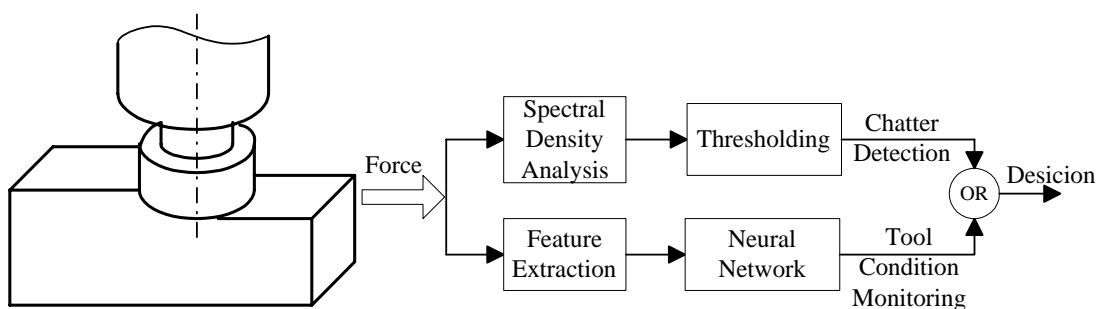 Force
Spectral
Density
Analysis
Thresholding
Chatter
Detection
Feature
Extraction
Neural
Network
Tool
Condition
Monitoring
OR
Desicion